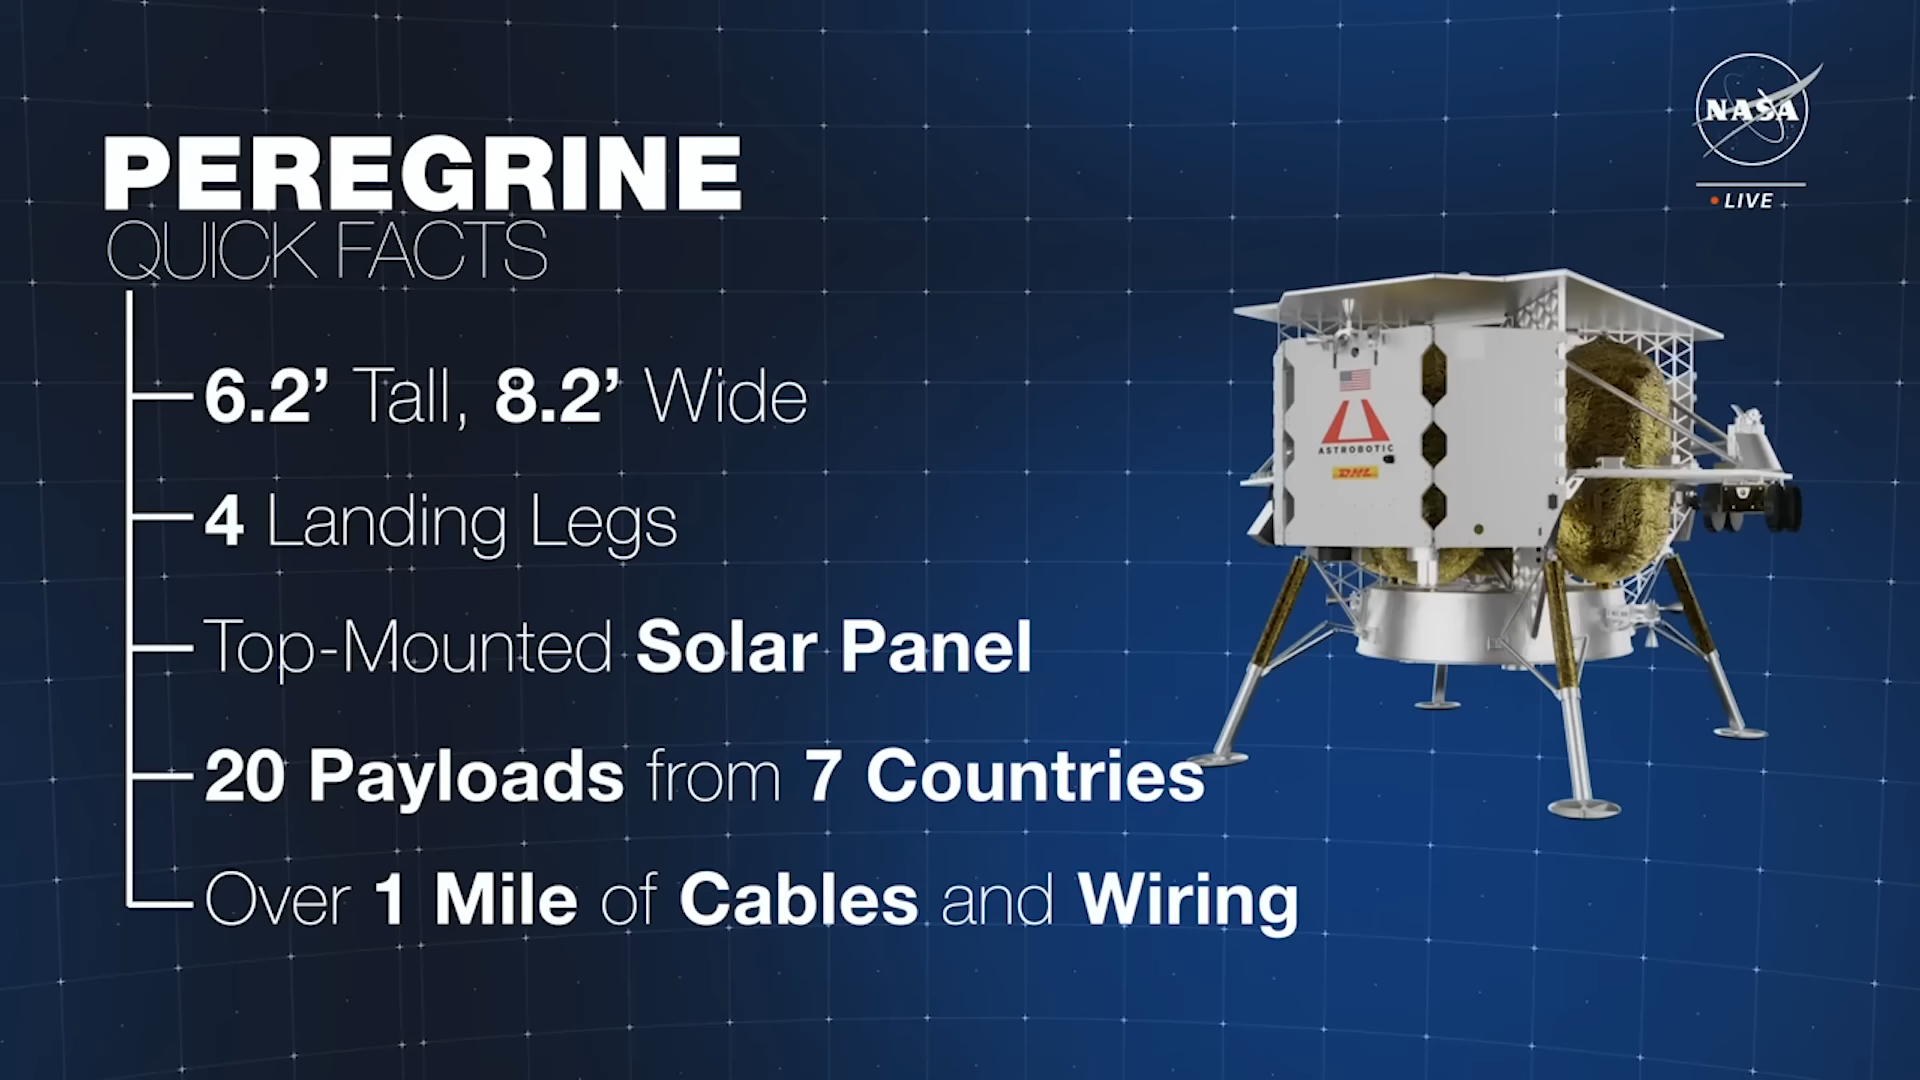 NASA
LIVE
PEREGRINE
QUICK FACTS
6.2’ Tall, 8.2’ Wide
4 Landing Legs
Top-Mounted Solar Panel
20 Payloads from 7 Countries
Over 1 Mile of Cables and Wiring
ASTROBOTIC
DHL